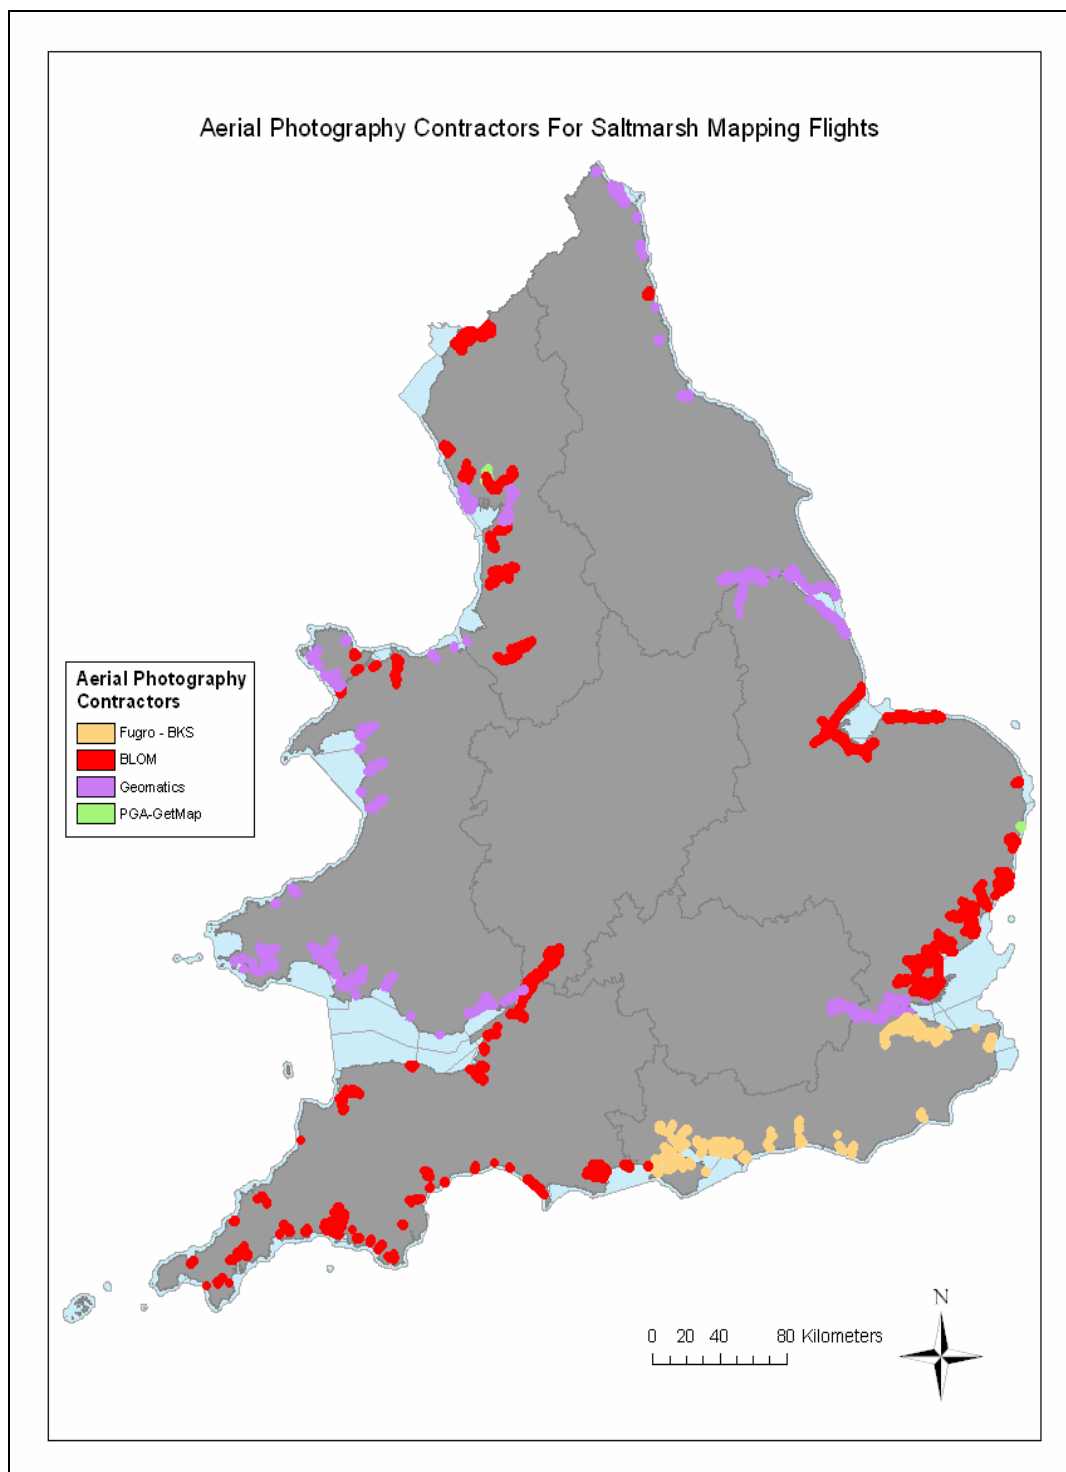 Aerial Photography Contractors For Saltmarsh Mapping Flights
Aerial Photography
Contractors
Fugro - BKS
BLOM
Geomatics
PGA-GetMap
N
0 20 40 80 Kilometers